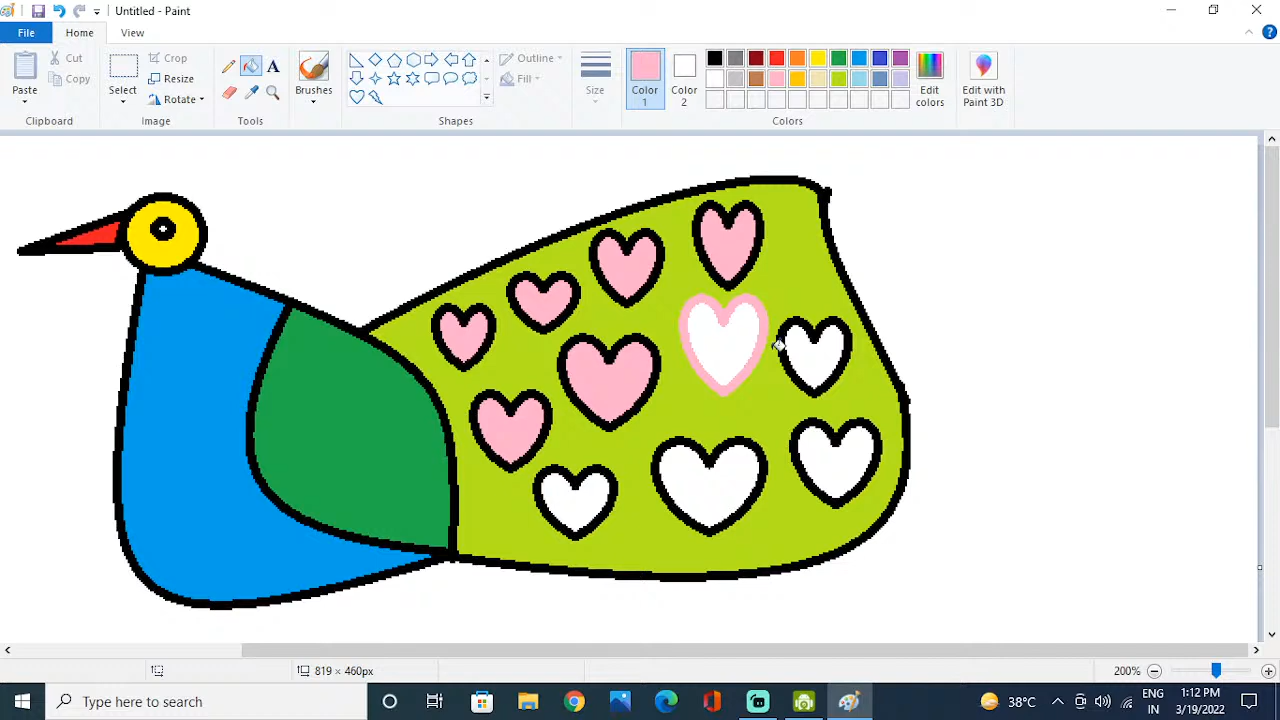 Untitled - Paint
File
Home
View
Paste
Cut
Copy
Clipboard
Select
Crop
Resize
Rotate
Image
A
Tools
Brushes
Shapes
Outline
Fill
Size
Color 1
Color 2
Colors
Edit colors
Edit with Paint 3D
819 × 460px
200%
Type here to search
38°C
ENG
IN
1:12 PM
3/19/2022